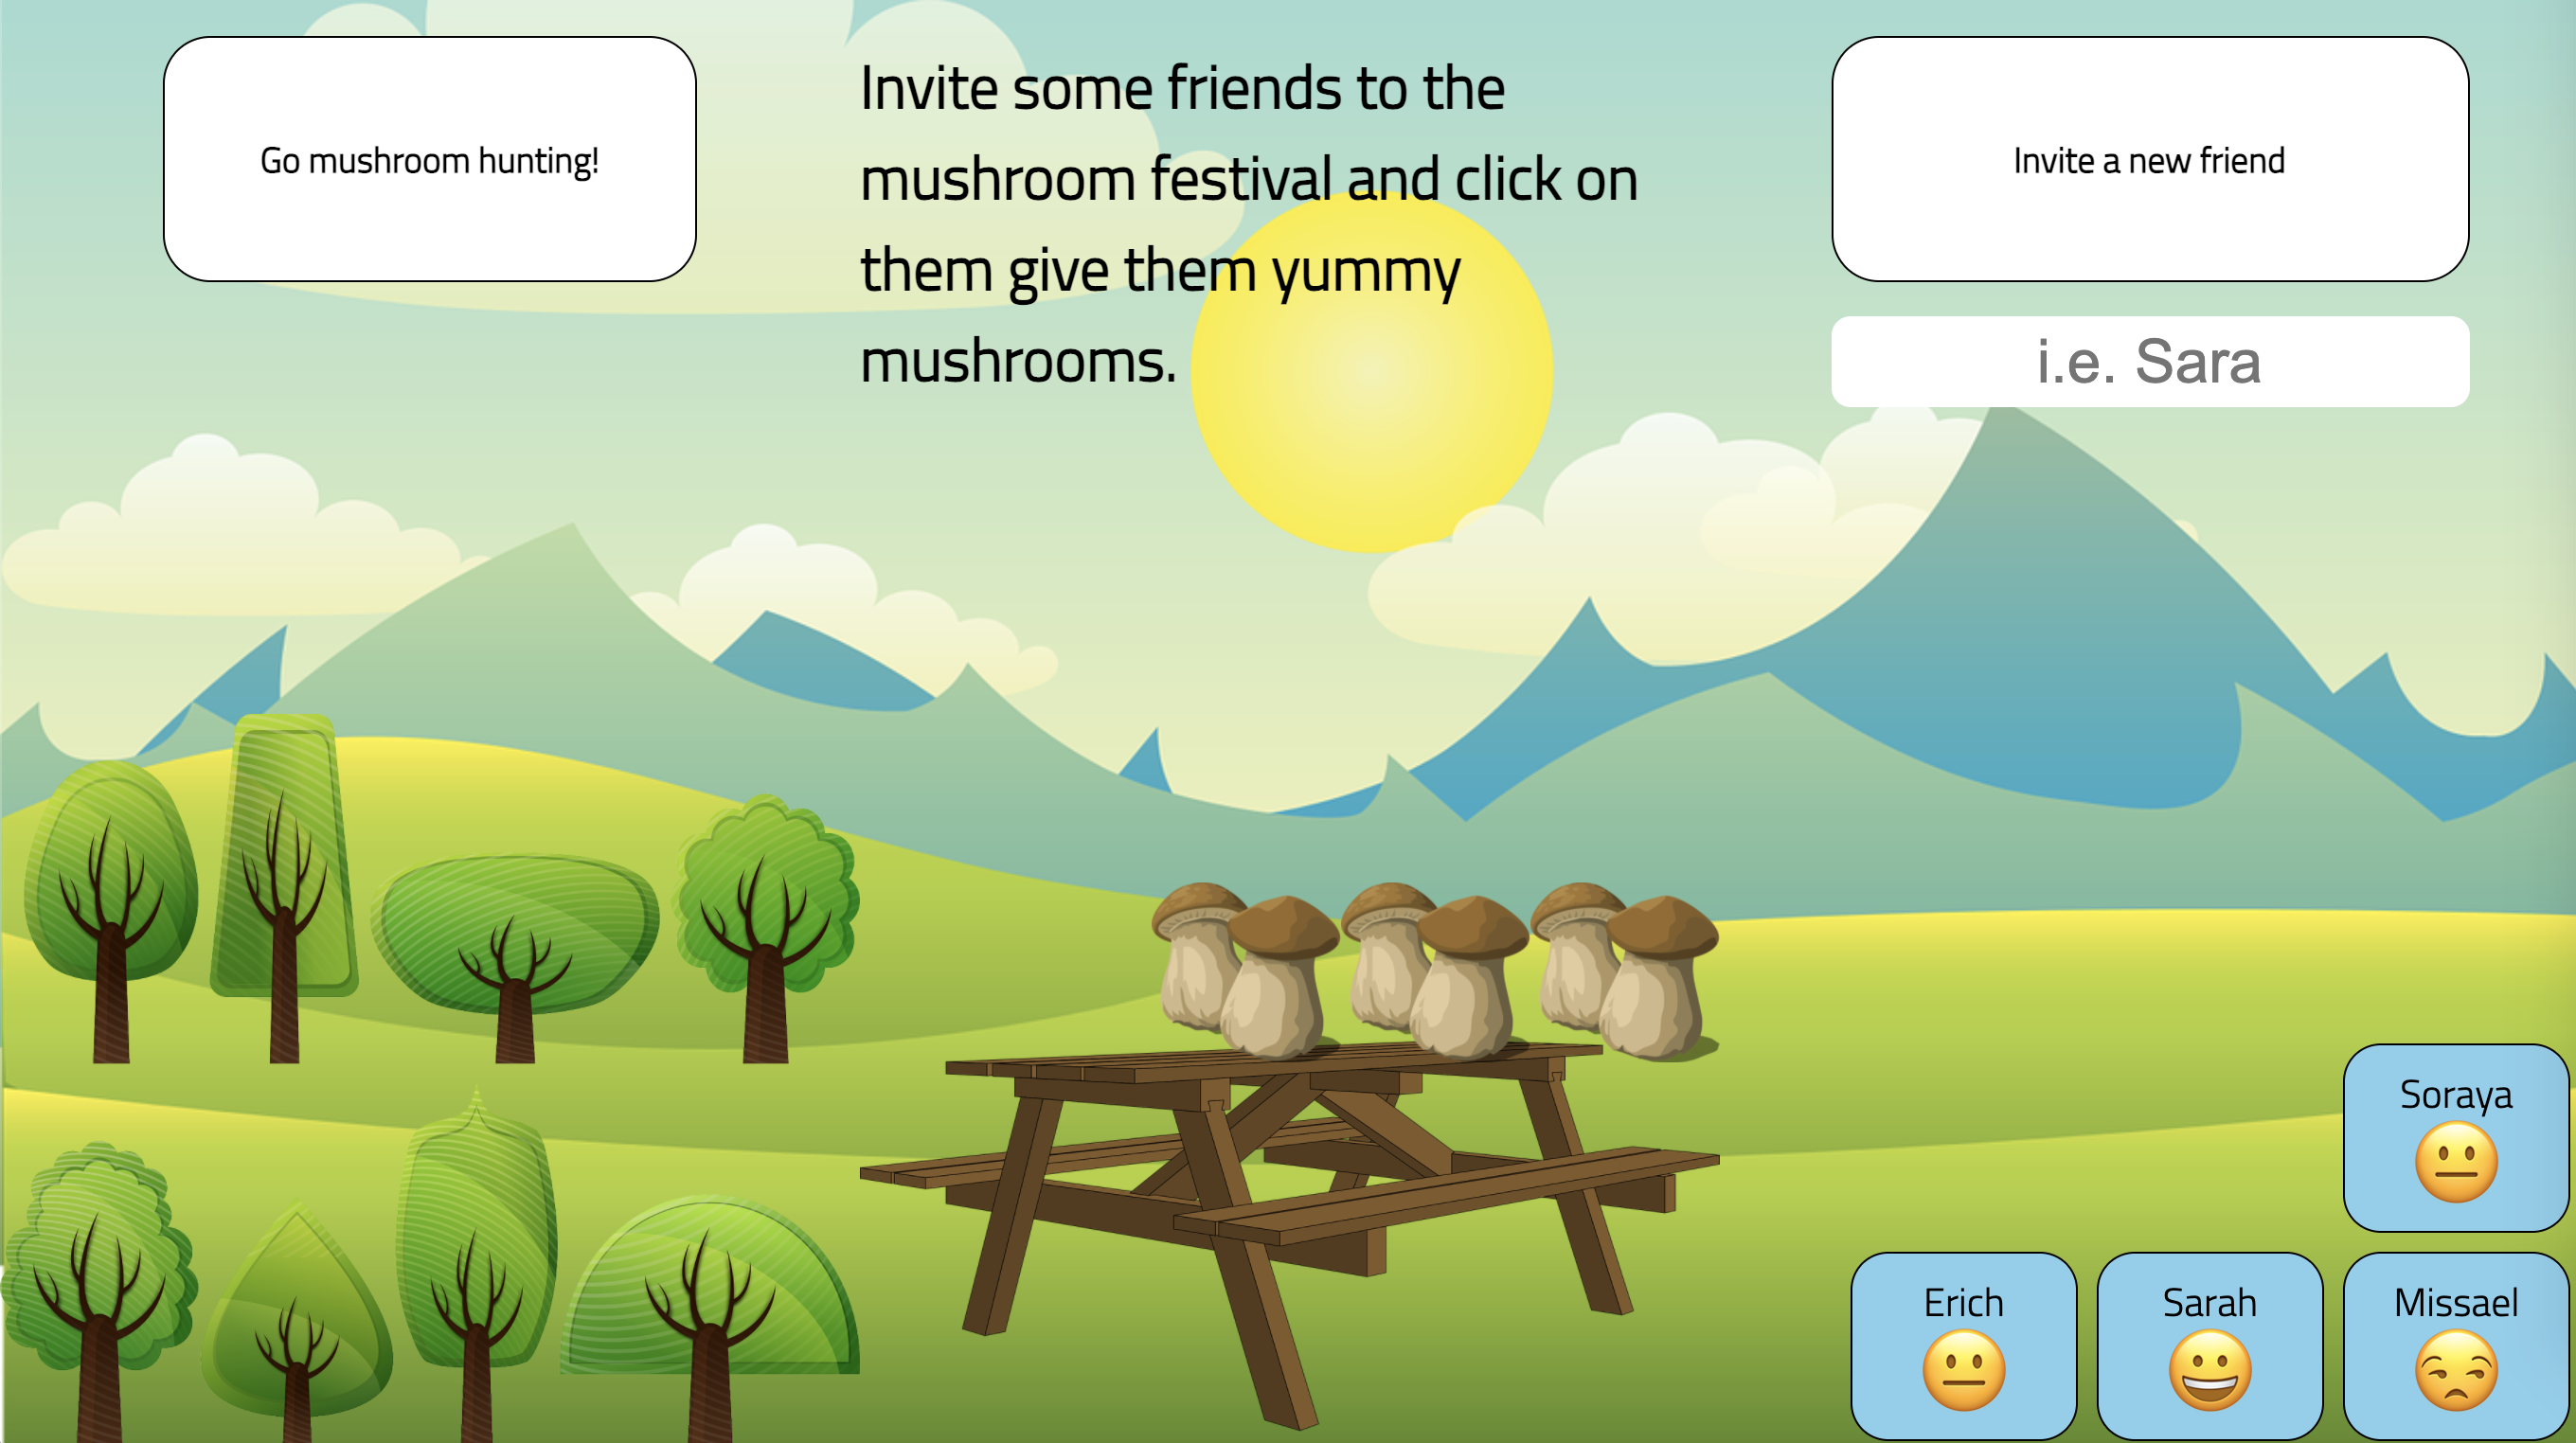 Go mushroom hunting!
Invite some friends to the
mushroom festival and click on
them give them yummy
mushrooms.
Invite a new friend
i.e. Sara
Soraya
Erich
Sarah
Missael